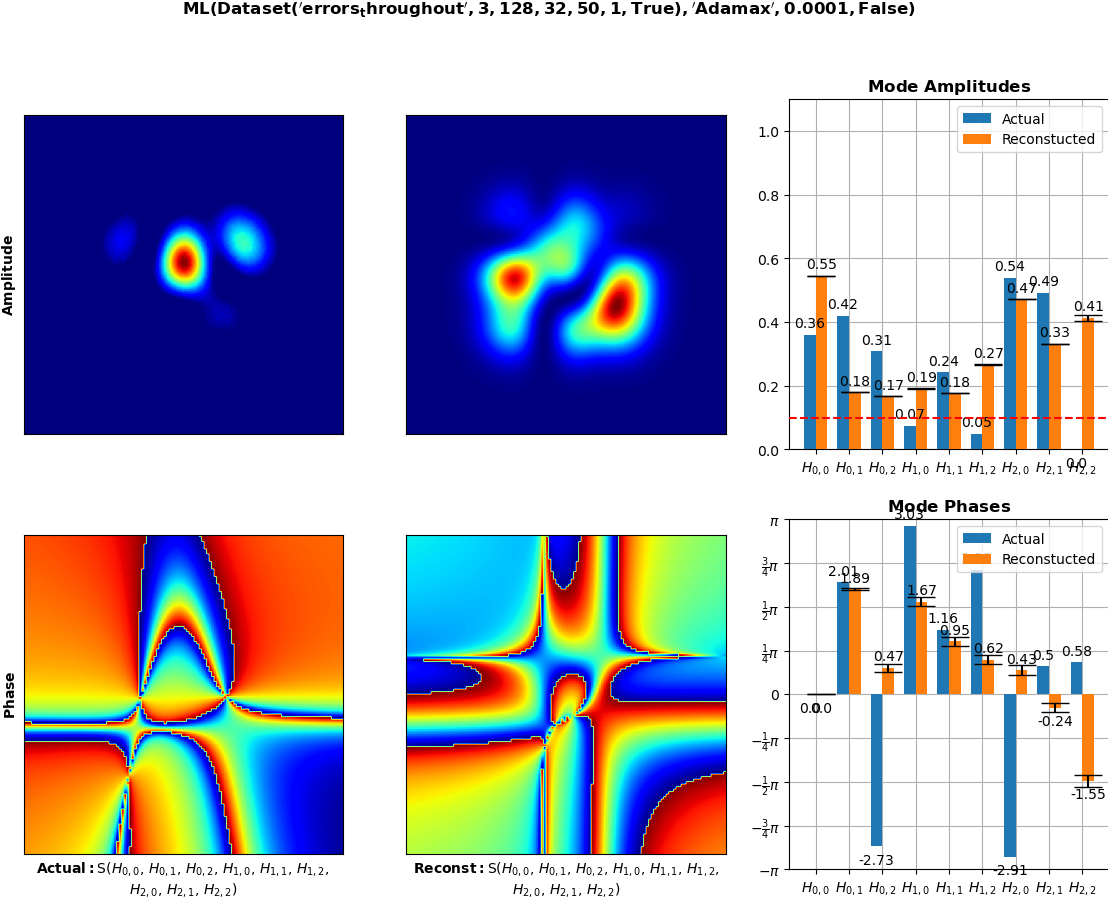 ML(Dataset('errors_throughout', 3, 128, 32, 50, 1, True), 'Adamax', 0.0001, False)
Amplitude
Mode Amplitudes
Actual
Reconstucted
1.0
0.8
0.6
0.4
0.2
0.0
0.36
0.55
0.42
0.18
0.31
0.17
0.07
0.19
0.24
0.18
0.05
0.27
0.54
0.47
0.49
0.33
0.0
0.41
H0,0 H0,1 H0,2 H1,0 H1,1 H1,2 H2,0 H2,1 H2,2
Phase
Actual: S(H0,0, H0,1, H0,2, H1,0, H1,1, H1,2,
H2,0, H2,1, H2,2)
Reconst: S(H0,0, H0,1, H0,2, H1,0, H1,1, H1,2,
H2,0, H2,1, H2,2)
Mode Phases
Actual
Reconstucted
π
3/4π
1/2π
1/4π
0
−1/4π
−1/2π
−3/4π
−π
0.0
0.0
2.01
1.89
-2.73
0.47
3.03
1.67
1.16
0.95
0.62
-2.91
0.43
0.5
-0.24
0.58
-1.55
H0,0 H0,1 H0,2 H1,0 H1,1 H1,2 H2,0 H2,1 H2,2